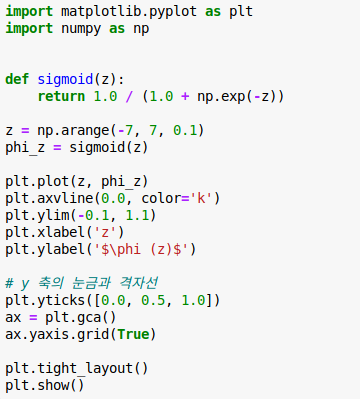 import matplotlib.pyplot as plt
import numpy as np
def sigmoid(z):
    return 1.0 / (1.0 + np.exp(-z))
z = np.arange(-7, 7, 0.1)
phi_z = sigmoid(z)
plt.plot(z, phi_z)
plt.axvline(0.0, color='k')
plt.ylim(-0.1, 1.1)
plt.xlabel('z')
plt.ylabel('$\phi (z)$')
# y 축의 눈금과 격자선
plt.yticks([0.0, 0.5, 1.0])
ax = plt.gca()
ax.yaxis.grid(True)
plt.tight_layout()
plt.show()